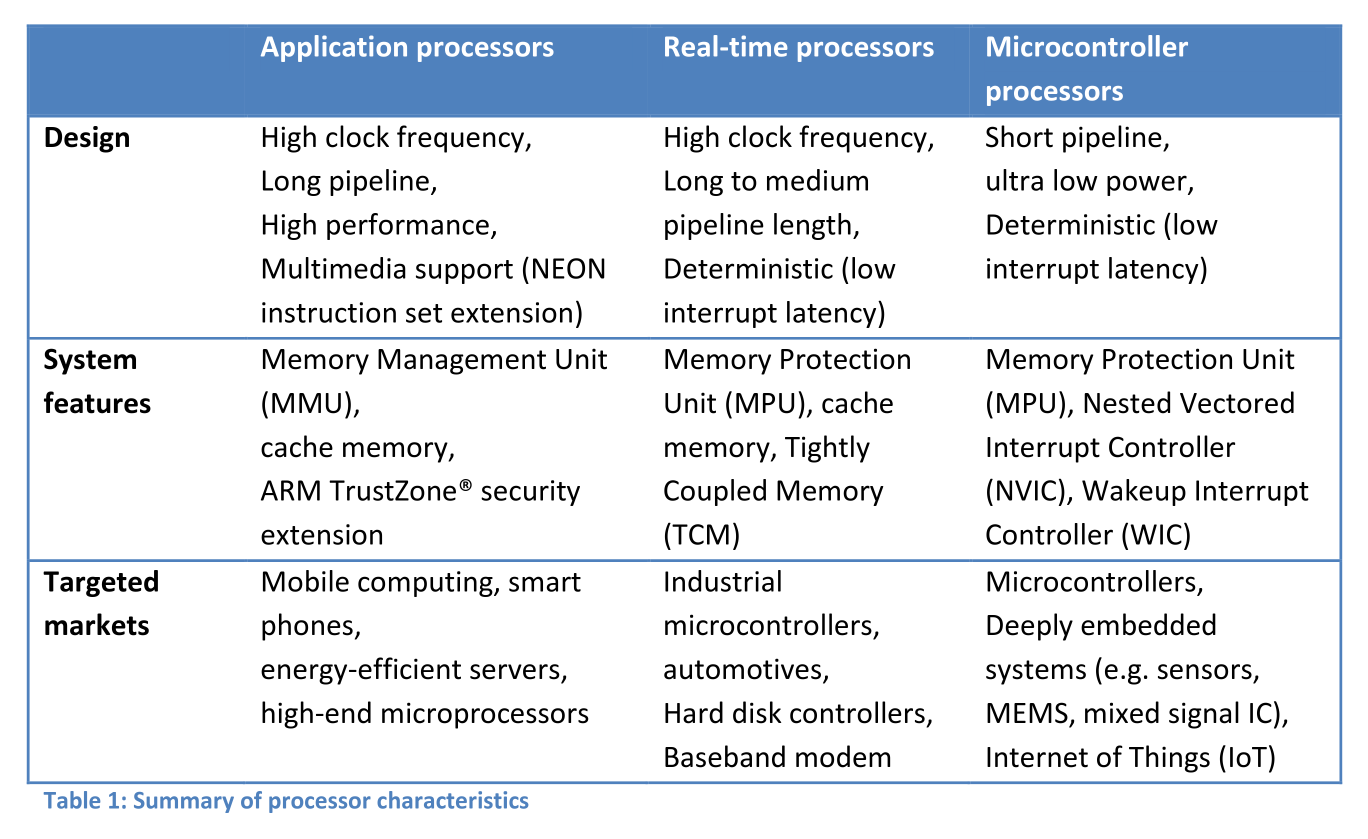 Application processors
Real-time processors
Microcontroller
processors
Design
High clock frequency,
Long pipeline,
High performance,
Multimedia support (NEON
instruction set extension)
High clock frequency,
Long to medium
pipeline length,
Deterministic (low
interrupt latency)
Short pipeline,
ultra low power,
Deterministic (low
interrupt latency)
System
features
Memory Management Unit
(MMU),
cache memory,
ARM TrustZone® security
extension
Memory Protection
Unit (MPU), cache
memory, Tightly
Coupled Memory
(TCM)
Memory Protection Unit
(MPU), Nested Vectored
Interrupt Controller
(NVIC), Wakeup Interrupt
Controller (WIC)
Targeted
markets
Mobile computing, smart
phones,
energy-efficient servers,
high-end microprocessors
Industrial
microcontrollers,
automotives,
Hard disk controllers,
Baseband modem
Microcontrollers,
Deeply embedded
systems (e.g. sensors,
MEMS, mixed signal IC),
Internet of Things (IoT)
Table 1: Summary of processor characteristics